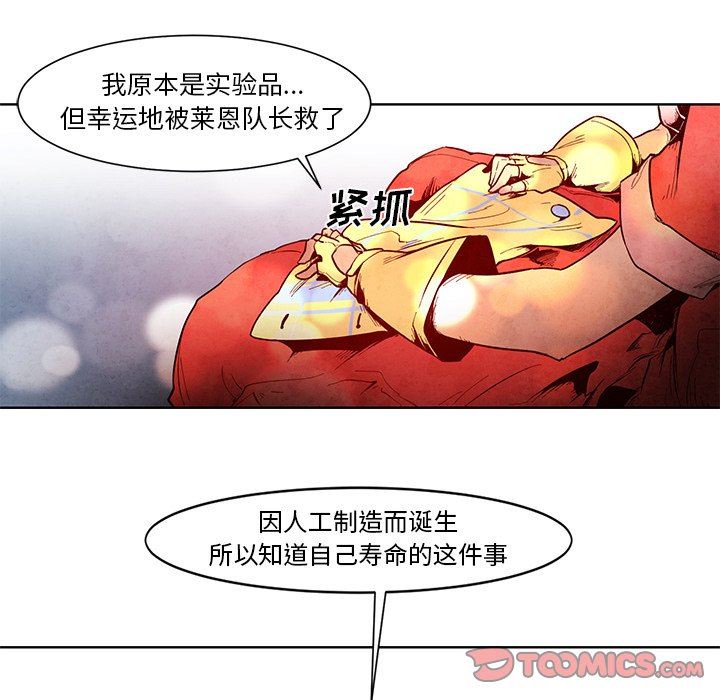 我原本是实验品...
但幸运地被莱恩队长救了
紧抓
因人工制造而诞生
所以知道自己寿命的这件事
TOOMICS.COM